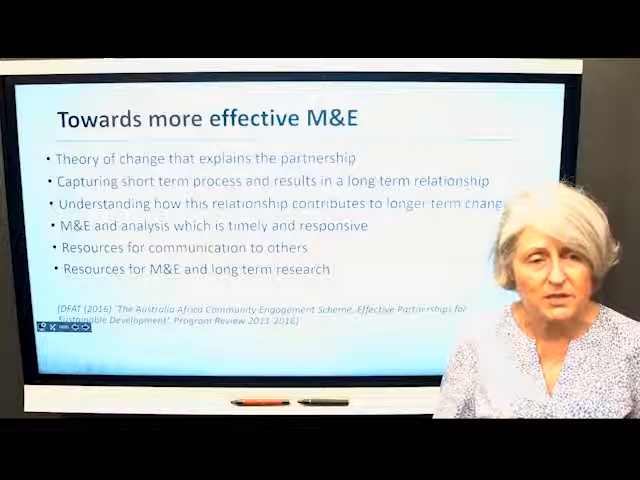 Towards more effective M&E
• Theory of change that explains the partnership
• Capturing short term process and results in a long term relationship
• Understanding how this relationship contributes to longer term chang
• M&E and analysis which is timely and responsive
• Resources for communication to others
• Resources for M&E and long term research
(DFAT (2016) 'The Australia Africa Community Engagement Scheme, Effective Partnerships for
Sustainable Development', Program Review 2011-2016)